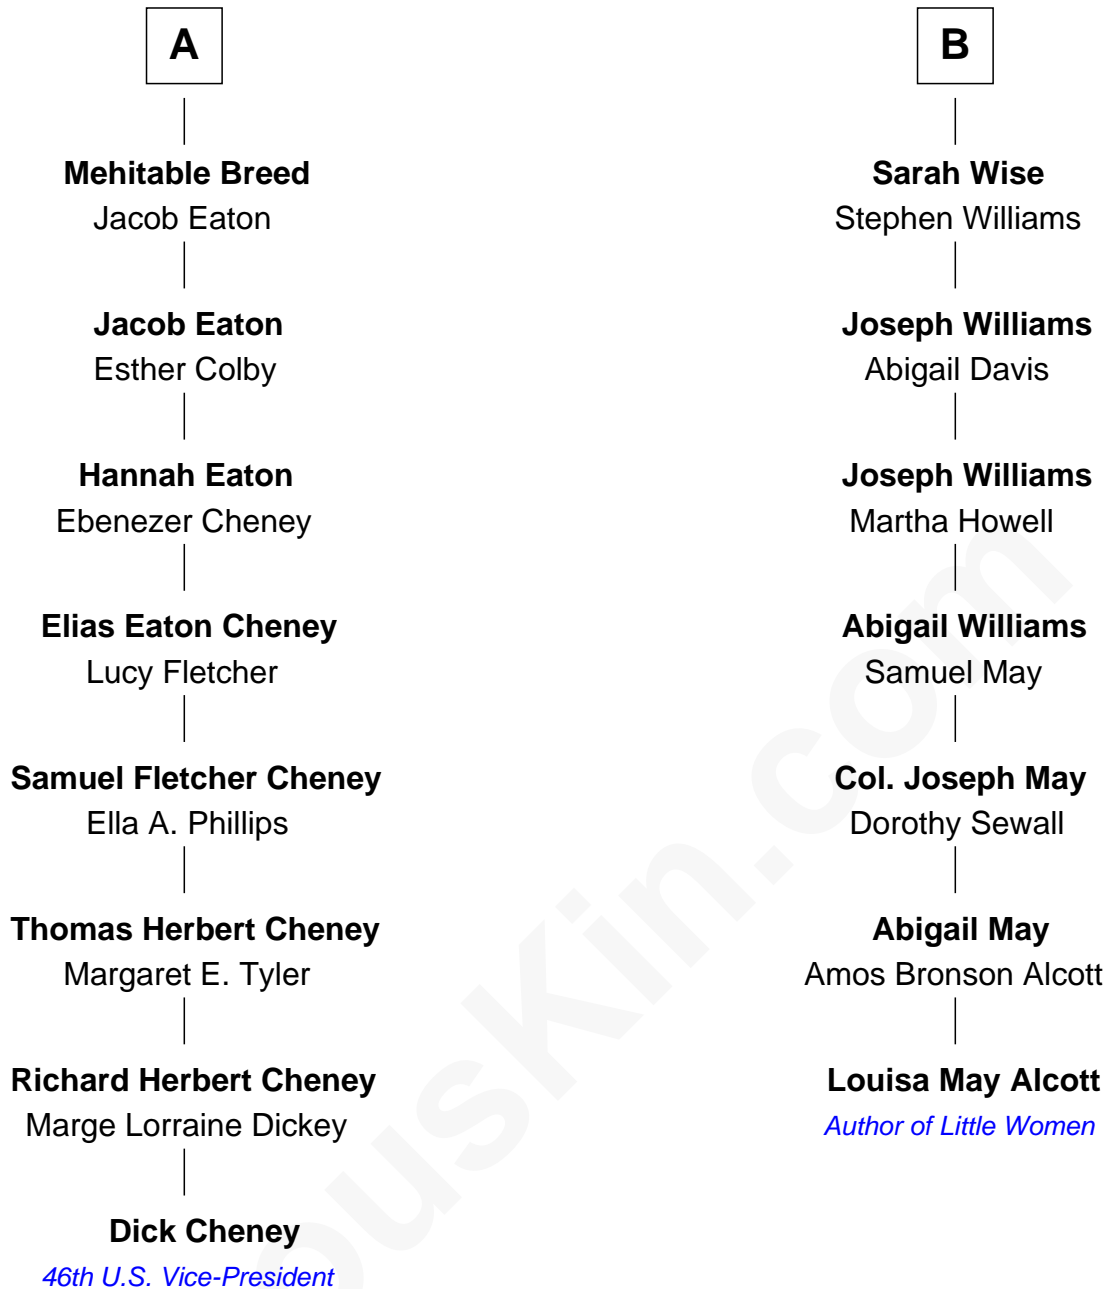 A
Mehitable Breed
Jacob Eaton
Jacob Eaton
Esther Colby
Hannah Eaton
Ebenezer Cheney
Elias Eaton Cheney
Lucy Fletcher
Samuel Fletcher Cheney
Ella A. Phillips
Thomas Herbert Cheney
Margaret E. Tyler
Richard Herbert Cheney
Marge Lorraine Dickey
Dick Cheney
46th U.S. Vice-President
B
Sarah Wise
Stephen Williams
Joseph Williams
Abigail Davis
Joseph Williams
Martha Howell
Abigail Williams
Samuel May
Col. Joseph May
Dorothy Sewall
Abigail May
Amos Bronson Alcott
Louisa May Alcott
Author of Little Women
ousKin.com